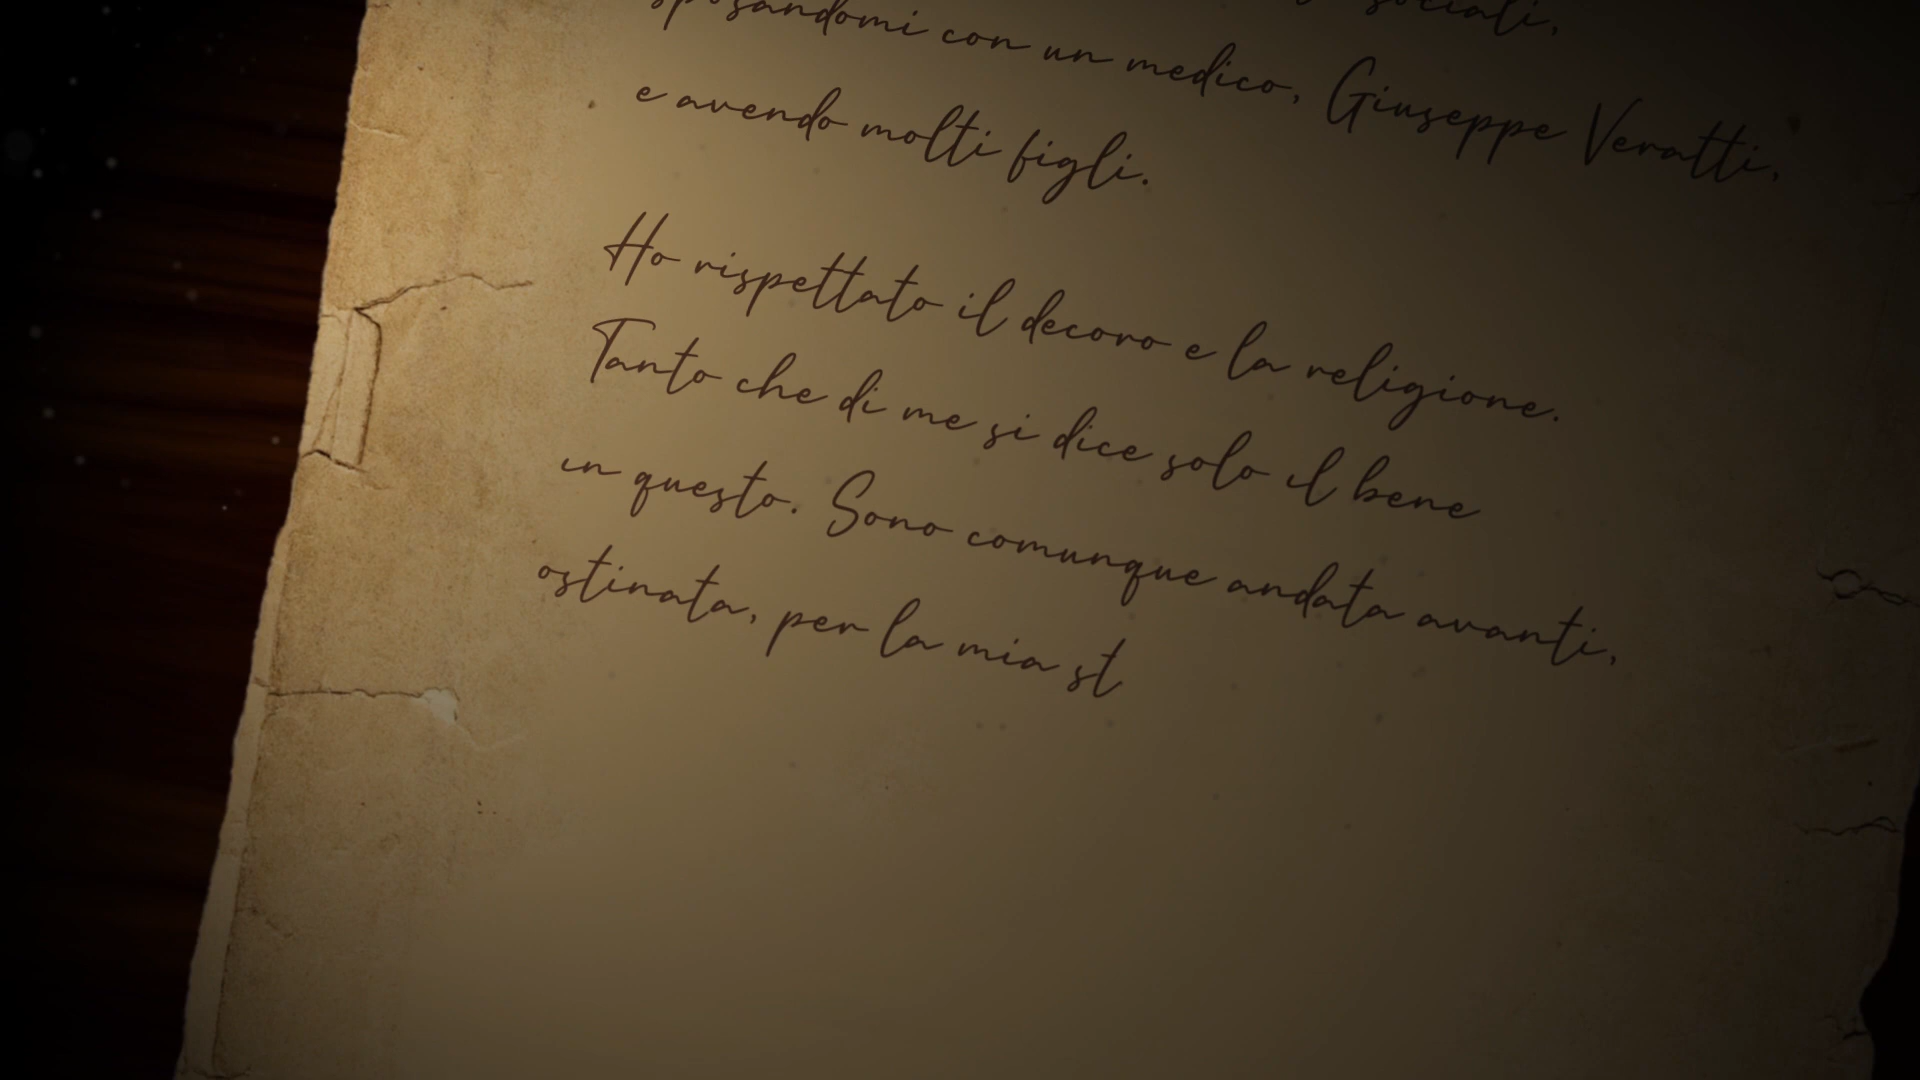 sposandomi con un medico, Giuseppe Veratti, sociali,
e avendo molti figli.
Ho rispettato il decoro e la religione.
Tanto che di me si dice solo il bene
in questo. Sono comunque andata avanti,
ostinata, per la mia st